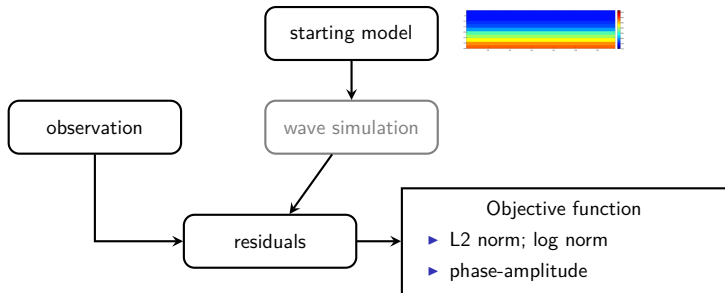 starting model
observation
wave simulation
residuals
Objective function
L2 norm; log norm
phase-amplitude